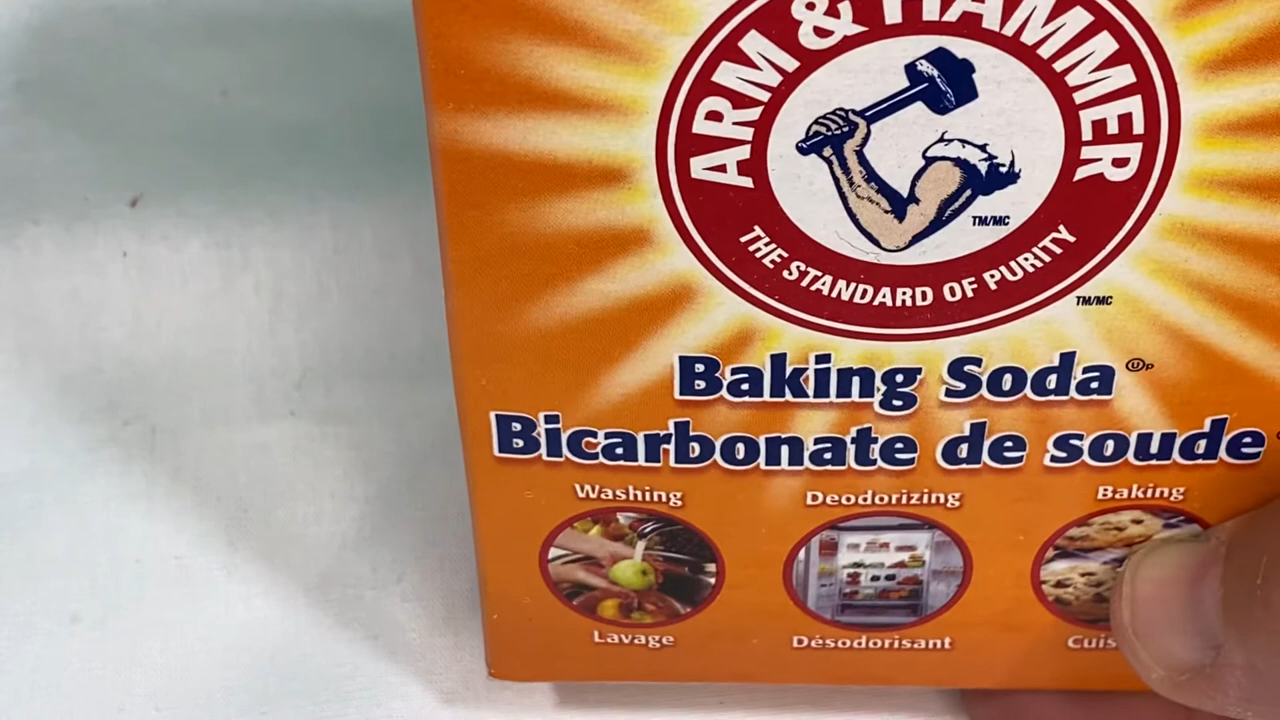 ARM & HAMMER
TM/MC
THE STANDARD OF PURITY
TM/MC
Baking Soda UP
Bicarbonate de soude
Washing Deodorizing Baking
Lavage Désodorisant